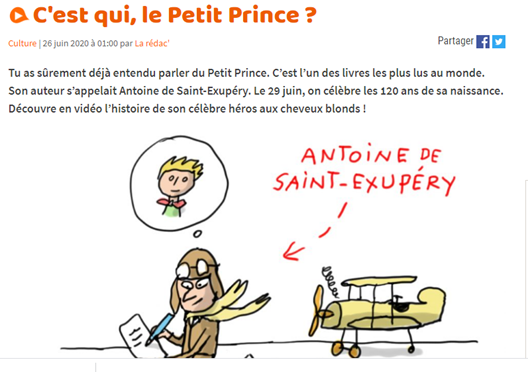 C'est qui, le Petit Prince ?
Culture | 26 juin 2020 à 01:00 par La rédac'
Partager
Tu as sûrement déjà entendu parler du Petit Prince. C'est l'un des livres les plus lus au monde.
Son auteur s'appelait Antoine de Saint-Exupéry. Le 29 juin, on célèbre les 120 ans de sa naissance.
Découvre en vidéo l'histoire de son célèbre héros aux cheveux blonds !
ANTOINE DE
SAINT-EXUPÉRY